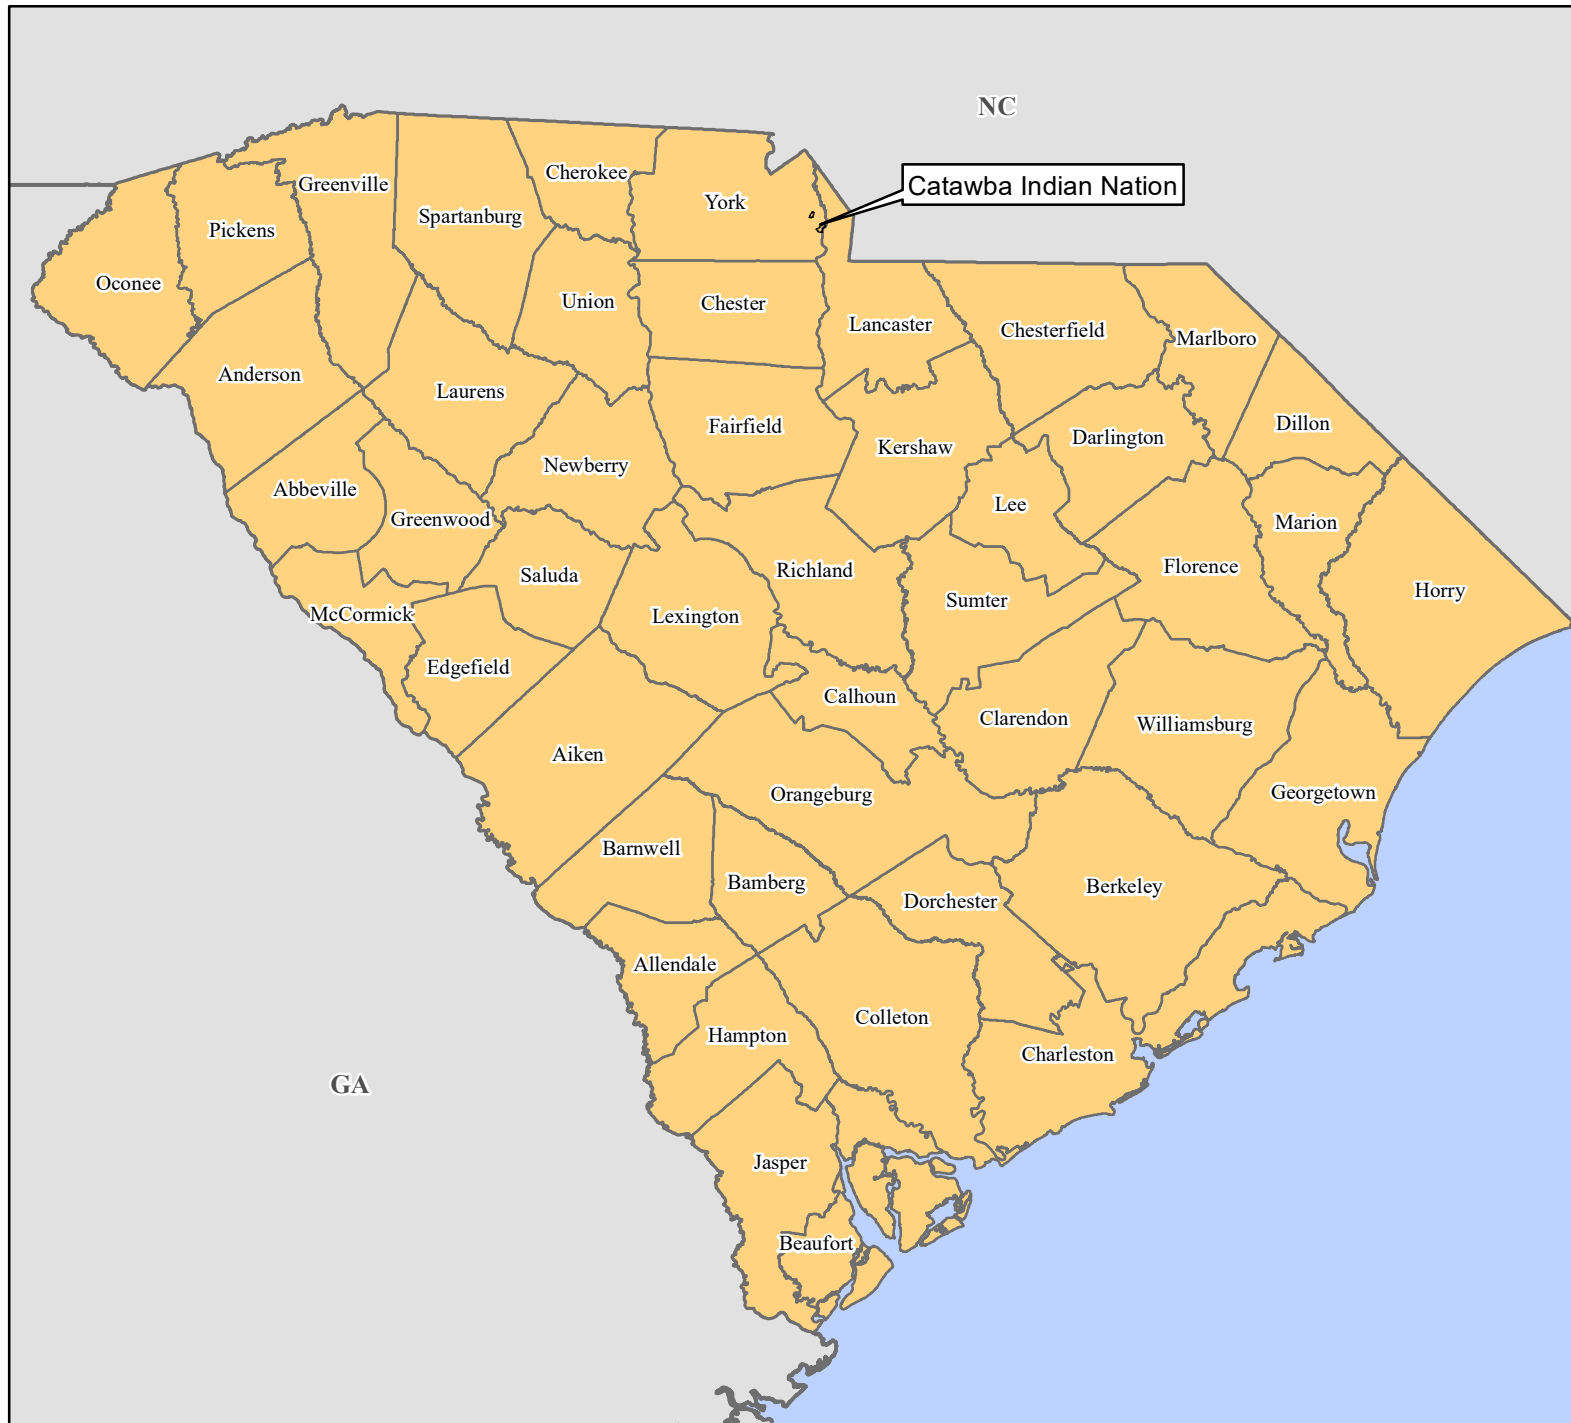 NC
Cherokee
Greenville
Catawba Indian Nation
York
Spartanburg
Pickens
Oconee
Union
Chester
Lancaster
Chesterfield
Marlboro
Anderson
Laurens
Dillon
Fairfield
Darlington
Kershaw
Newberry
Abbeville
Lee
Greenwood
Marion
Florence
Richland
Saluda
Horry
Sumter
McCormick
Lexington
Edgefield
Calhoun
Clarendon
Williamsburg
Aiken
Orangeburg
Georgetown
Barnwell
Bamberg
Berkeley
Dorchester
Allendale
Colleton
Hampton
Charleston
GA
Jasper
Beaufort